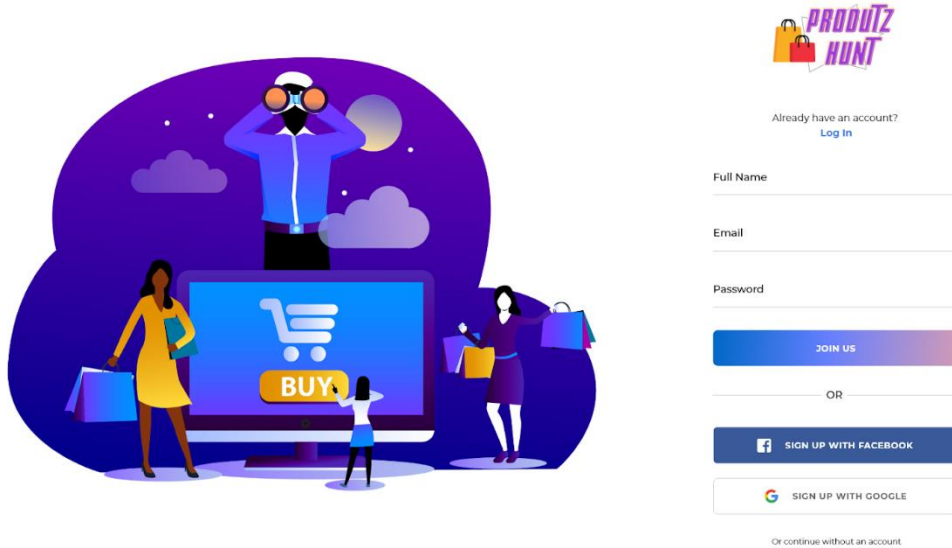 PRODUTZ
HUNT
Already have an account?
Log In
Full Name
Email
Password
BUY
JOIN US
OR
SIGN UP WITH FACEBOOK
SIGN UP WITH GOOGLE
Or continue without an account